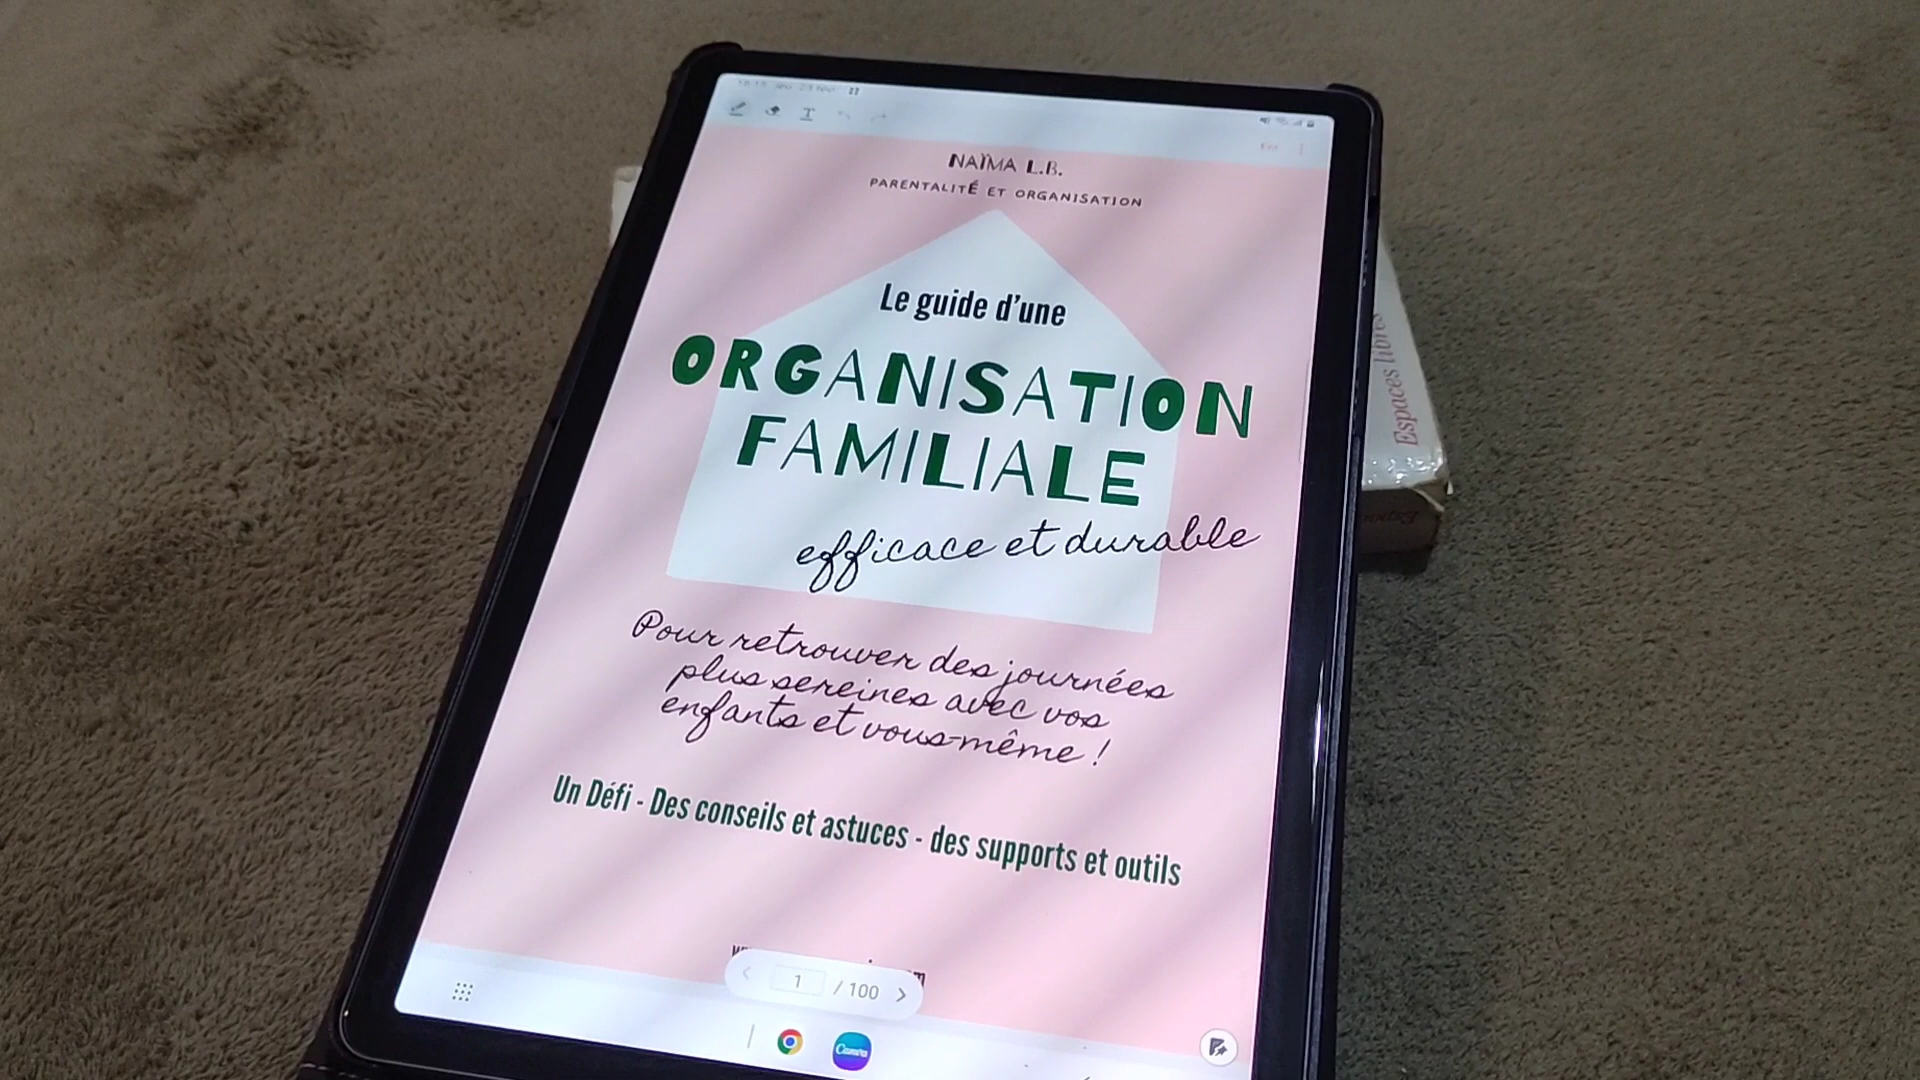 NAÏMA L.B.
PARENTALITÉ ET ORGANISATION
Le guide d'une
ORGANISATION
FAMILIALE
efficace et durable
Pour retrouver des journées
plus sereines avec vos
enfants et vous-même !
Un Défi - Des conseils et astuces - des supports et outils
1 / 100
Canva
Espaces libres